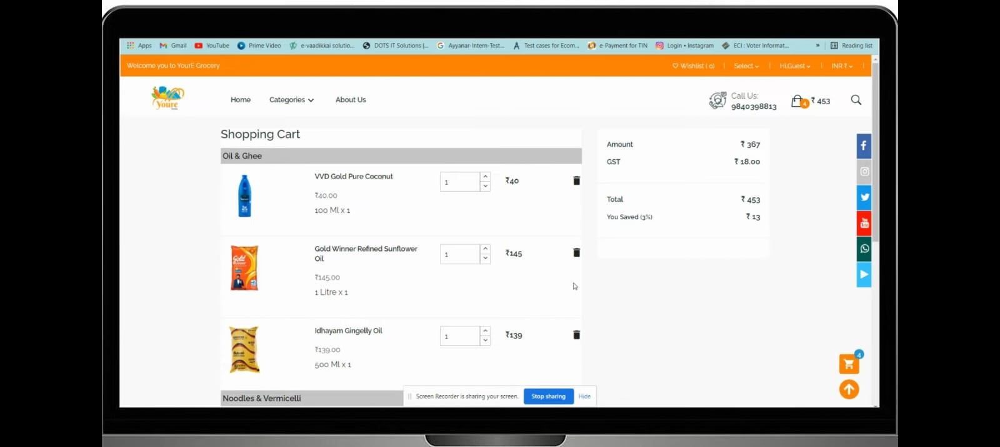 Apps Gmail YouTube Prime Video e-vaadikkai solutio... DOTS IT Solutions |... Ayyanar-Intern-Test... Test cases for Ecom... e-Payment for TIN Login • Instagram ECI : Voter Informat... » Reading list
Welcome you to YourE Grocery Wishlist ( 0) | Select | Hi,Guest | INR ₹ |
Youre
Home Categories About Us
Call Us:
9840398813
4 ₹ 453
Shopping Cart
Oil & Ghee
VVD Gold Pure Coconut
1
₹40
₹40.00
100 Ml x 1
Gold Winner Refined Sunflower
Oil
1
₹145
₹145.00
1 Litre x 1
Gold
Winner
Idhayam Gingelly Oil
1
₹139
₹139.00
500 Ml x 1
Noodles & Vermicelli
Amount ₹ 367
GST ₹ 18.00
Total ₹ 453
You Saved (3%) ₹ 13
You
Tube
4
Screen Recorder is sharing your screen. Stop sharing Hide